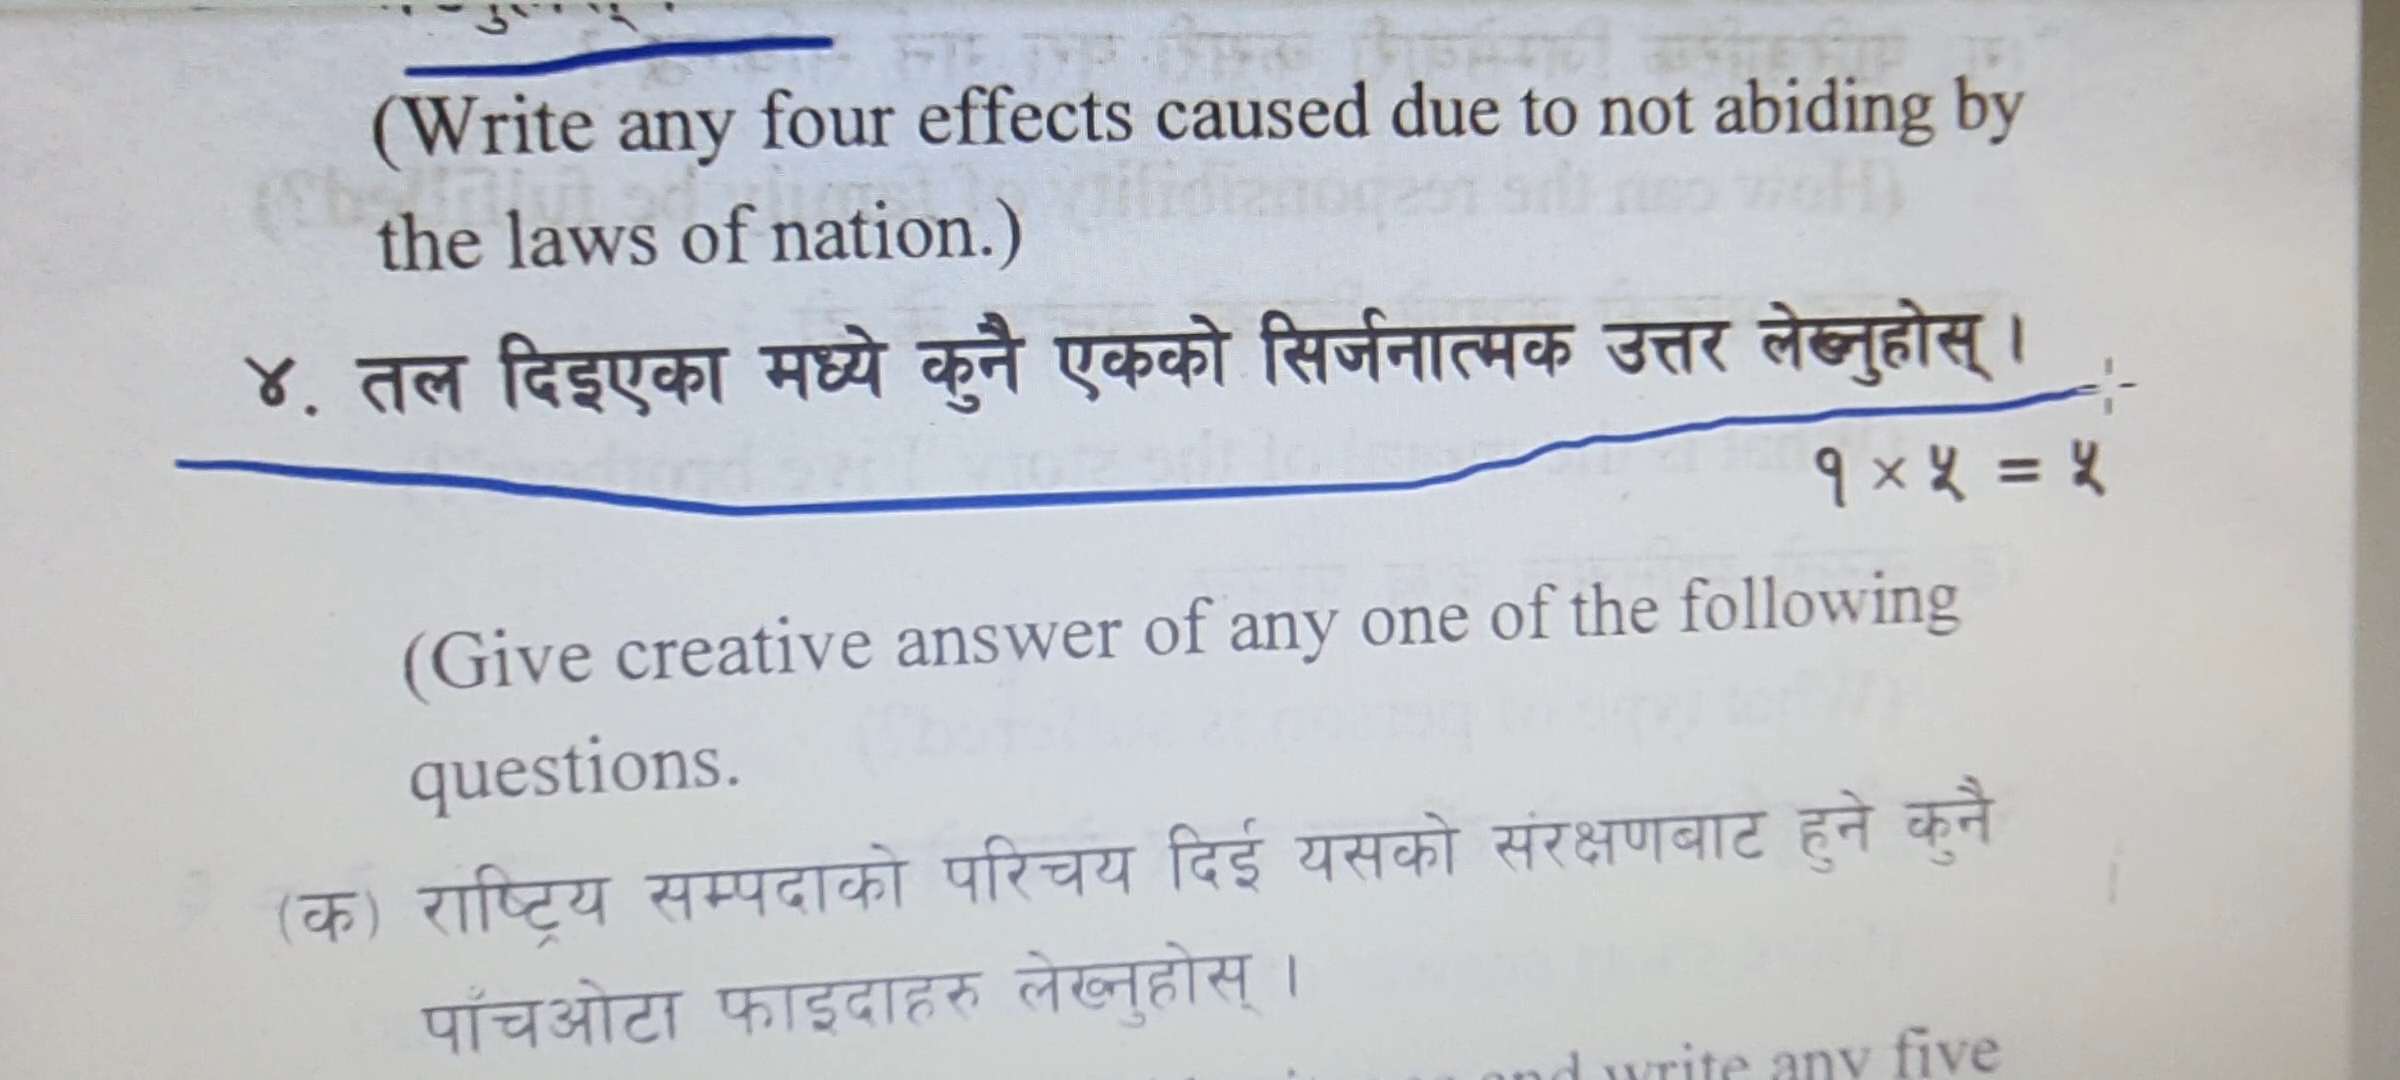 (Write any four effects caused due to not abiding by
the laws of nation.)
४. तल दिइएका मध्ये कुनै एकको सिर्जनात्मक उत्तर लेख्नुहोस् ।
१ × ५ = ५
(Give creative answer of any one of the following
questions.
(क) राष्ट्रिय सम्पदाको परिचय दिई यसको संरक्षणबाट हुने कुनै
पाँचओटा फाइदाहरु लेख्नुहोस् ।
and write any five